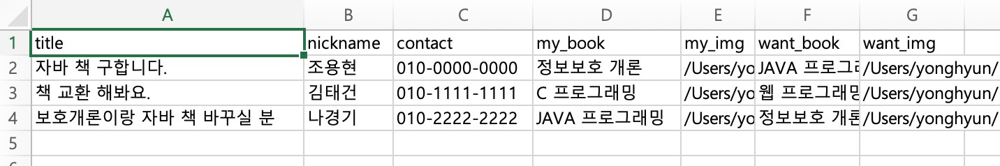 A B C D E F G
1 title nickname contact my_book my_img want_book want_img
2 자바 책 구합니다. 조용현 010-0000-0000 정보보호 개론 /Users/yo JAVA 프로그 /Users/yonghyun/
3 책 교환 해봐요. 김태건 010-1111-1111 C 프로그래밍 /Users/yo 웹 프로그래밍 /Users/yonghyun/
4 보호개론이랑 자바 책 바꾸실 분 나경기 010-2222-2222 JAVA 프로그래밍 /Users/yo 정보보호 개론 /Users/yonghyun/
5